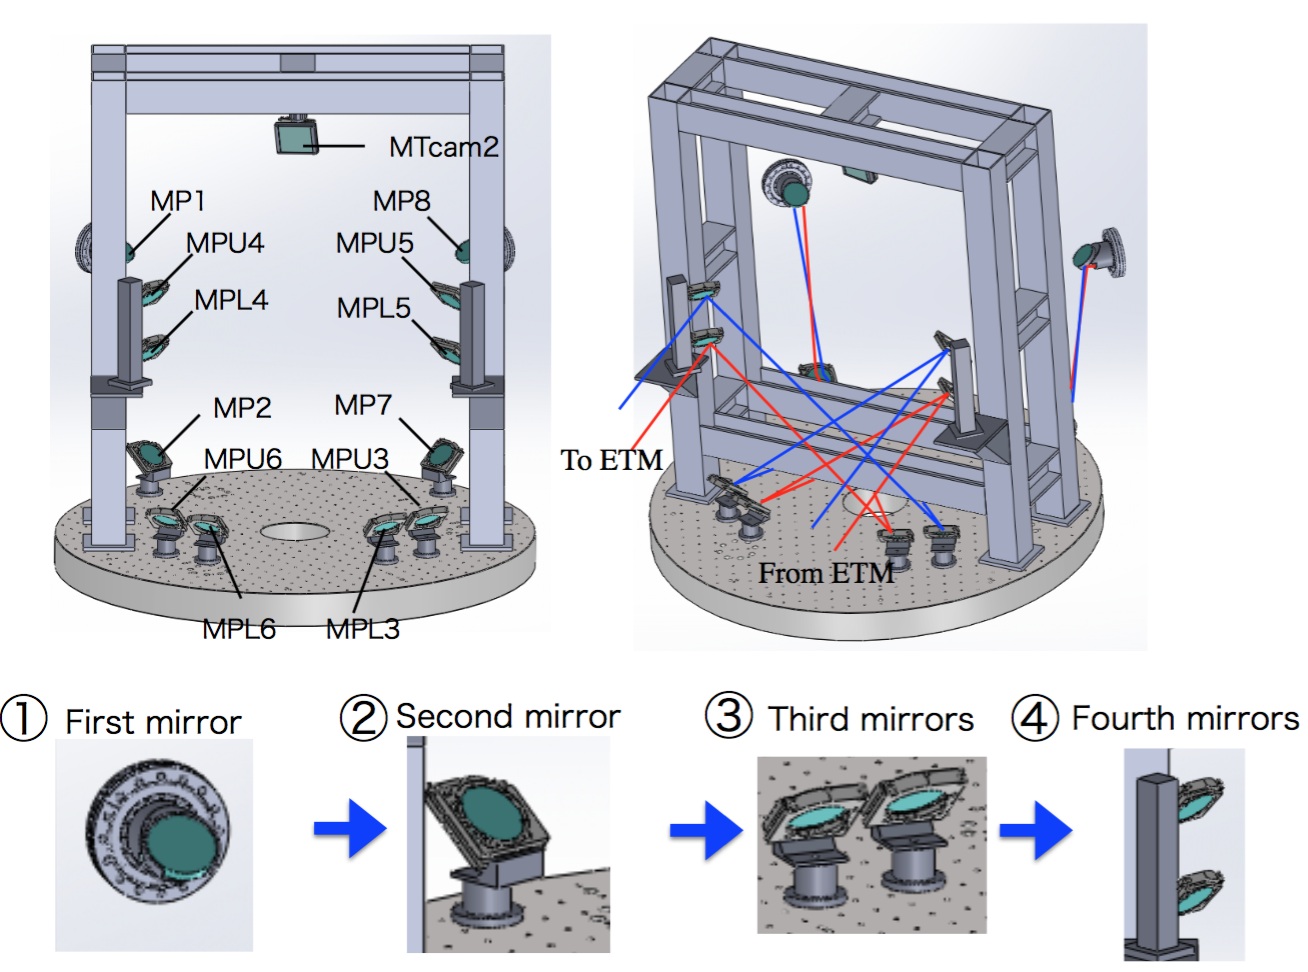 MTcam2
MP1
MP8
MPU4
MPU5
MPL4
MPL5
MP2
MP7
MPU6
MPU3
MPL6
MPL3
To ETM
From ETM
① First mirror
② Second mirror
③ Third mirrors
④ Fourth mirrors